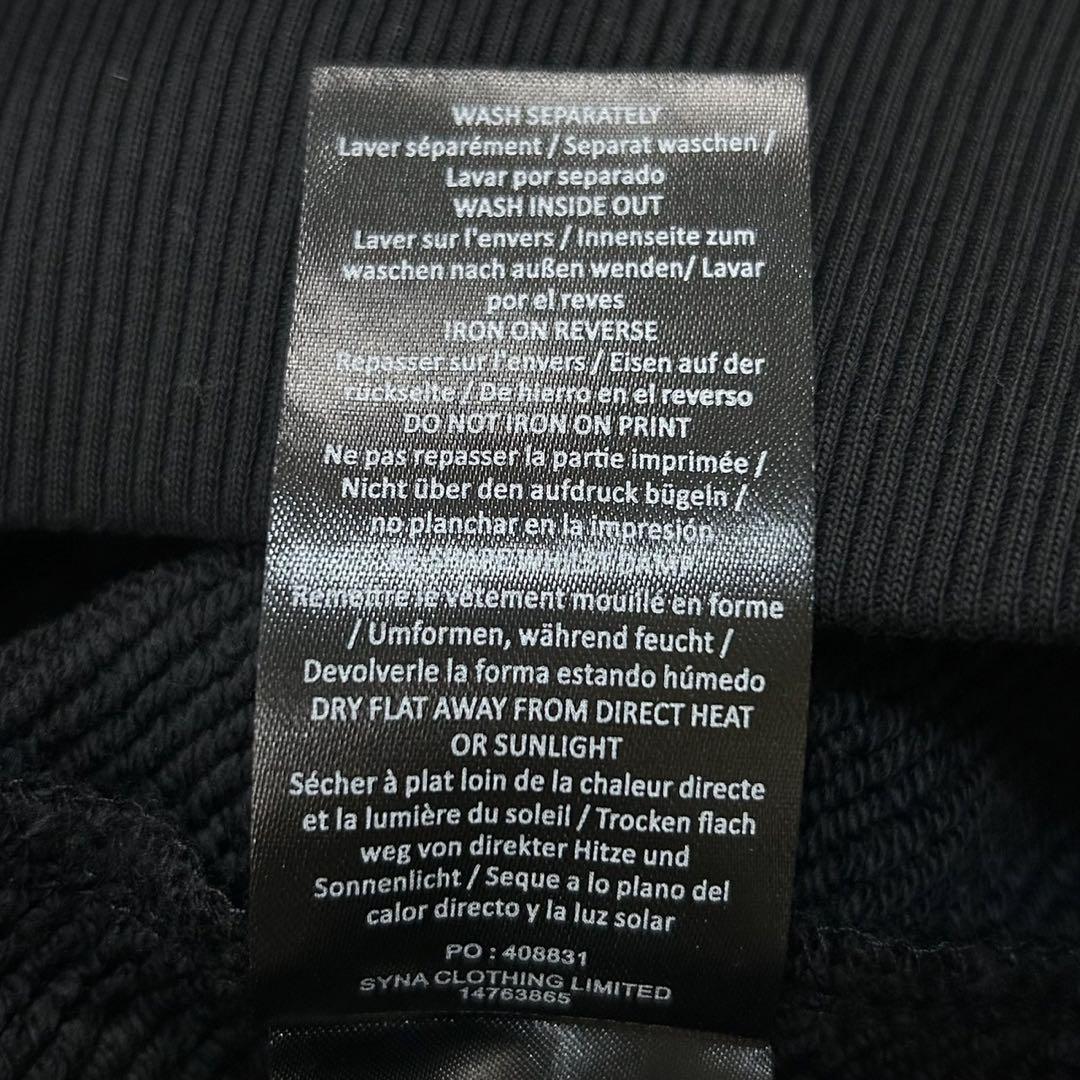 WASH SEPARATELY
Laver séparément / Separat waschen /
Lavar por separado
WASH INSIDE OUT
Laver sur l'envers / Innenseite zum
waschen nach außen wenden/ Lavar
por el reves
IRON ON REVERSE
Repasser sur l'envers / Eisen auf der
rückseite / De hierro en el reverso
DO NOT IRON ON PRINT
Ne pas repasser la partie imprimée /
Nicht über den aufdruck bügeln /
no planchar en la impresión
RE-SHAPE WHILST DAMP
Remettre le vêtement mouillé en forme
/ Umformen, während feucht /
Devolverle la forma estando húmedo
DRY FLAT AWAY FROM DIRECT HEAT
OR SUNLIGHT
Sécher à plat loin de la chaleur directe
et la lumière du soleil / Trocken flach
weg von direkter Hitze und
Sonnenlicht / Seque a lo plano del
calor directo y la luz solar
PO : 408831
SYNA CLOTHING LIMITED
14763865